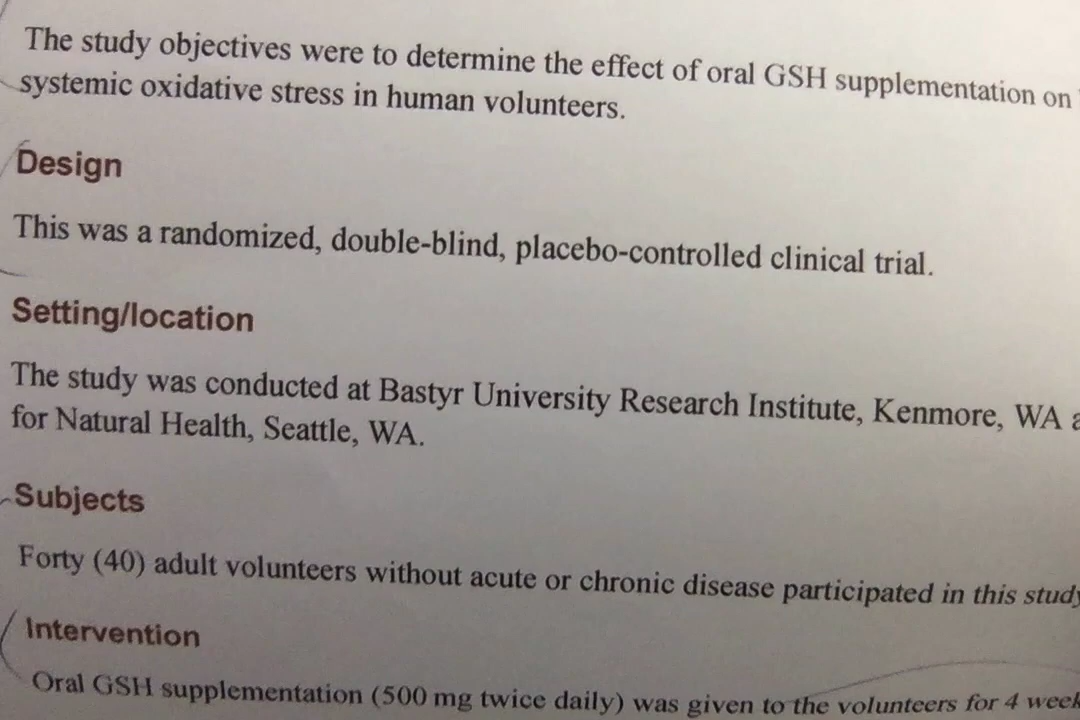 The study objectives were to determine the effect of oral GSH supplementation on
systemic oxidative stress in human volunteers.
Design
This was a randomized, double-blind, placebo-controlled clinical trial.
Setting/location
The study was conducted at Bastyr University Research Institute, Kenmore, WA
for Natural Health, Seattle, WA.
Subjects
Forty (40) adult volunteers without acute or chronic disease participated in this study
Intervention
Oral GSH supplementation (500 mg twice daily) was given to the volunteers for 4 week